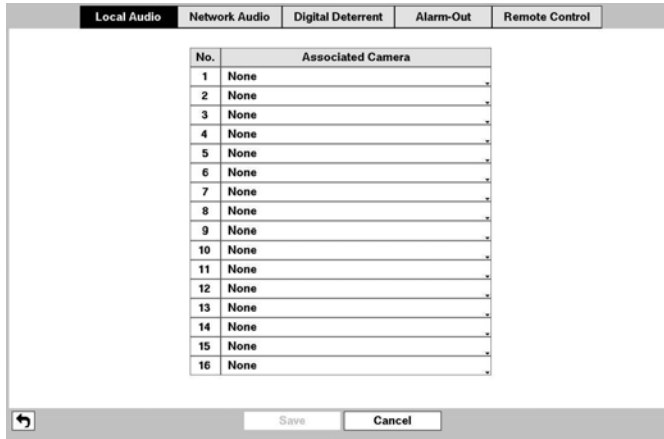 Local Audio Network Audio Digital Deterrent Alarm-Out Remote Control
No. Associated Camera
1 None
2 None
3 None
4 None
5 None
6 None
7 None
8 None
9 None
10 None
11 None
12 None
13 None
14 None
15 None
16 None
Save Cancel